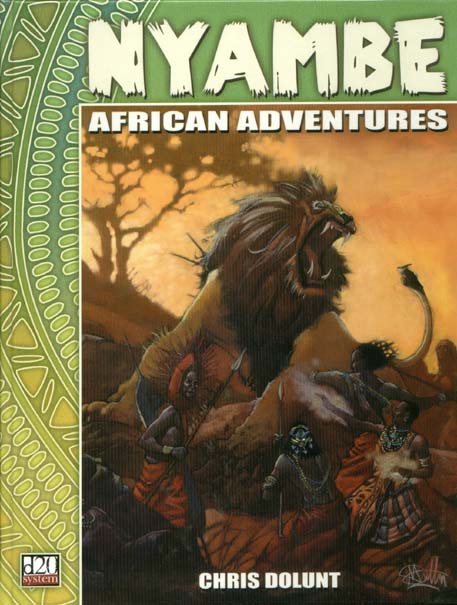 NYAMBE
AFRICAN ADVENTURES
d20
system
CHRIS DOLUNT